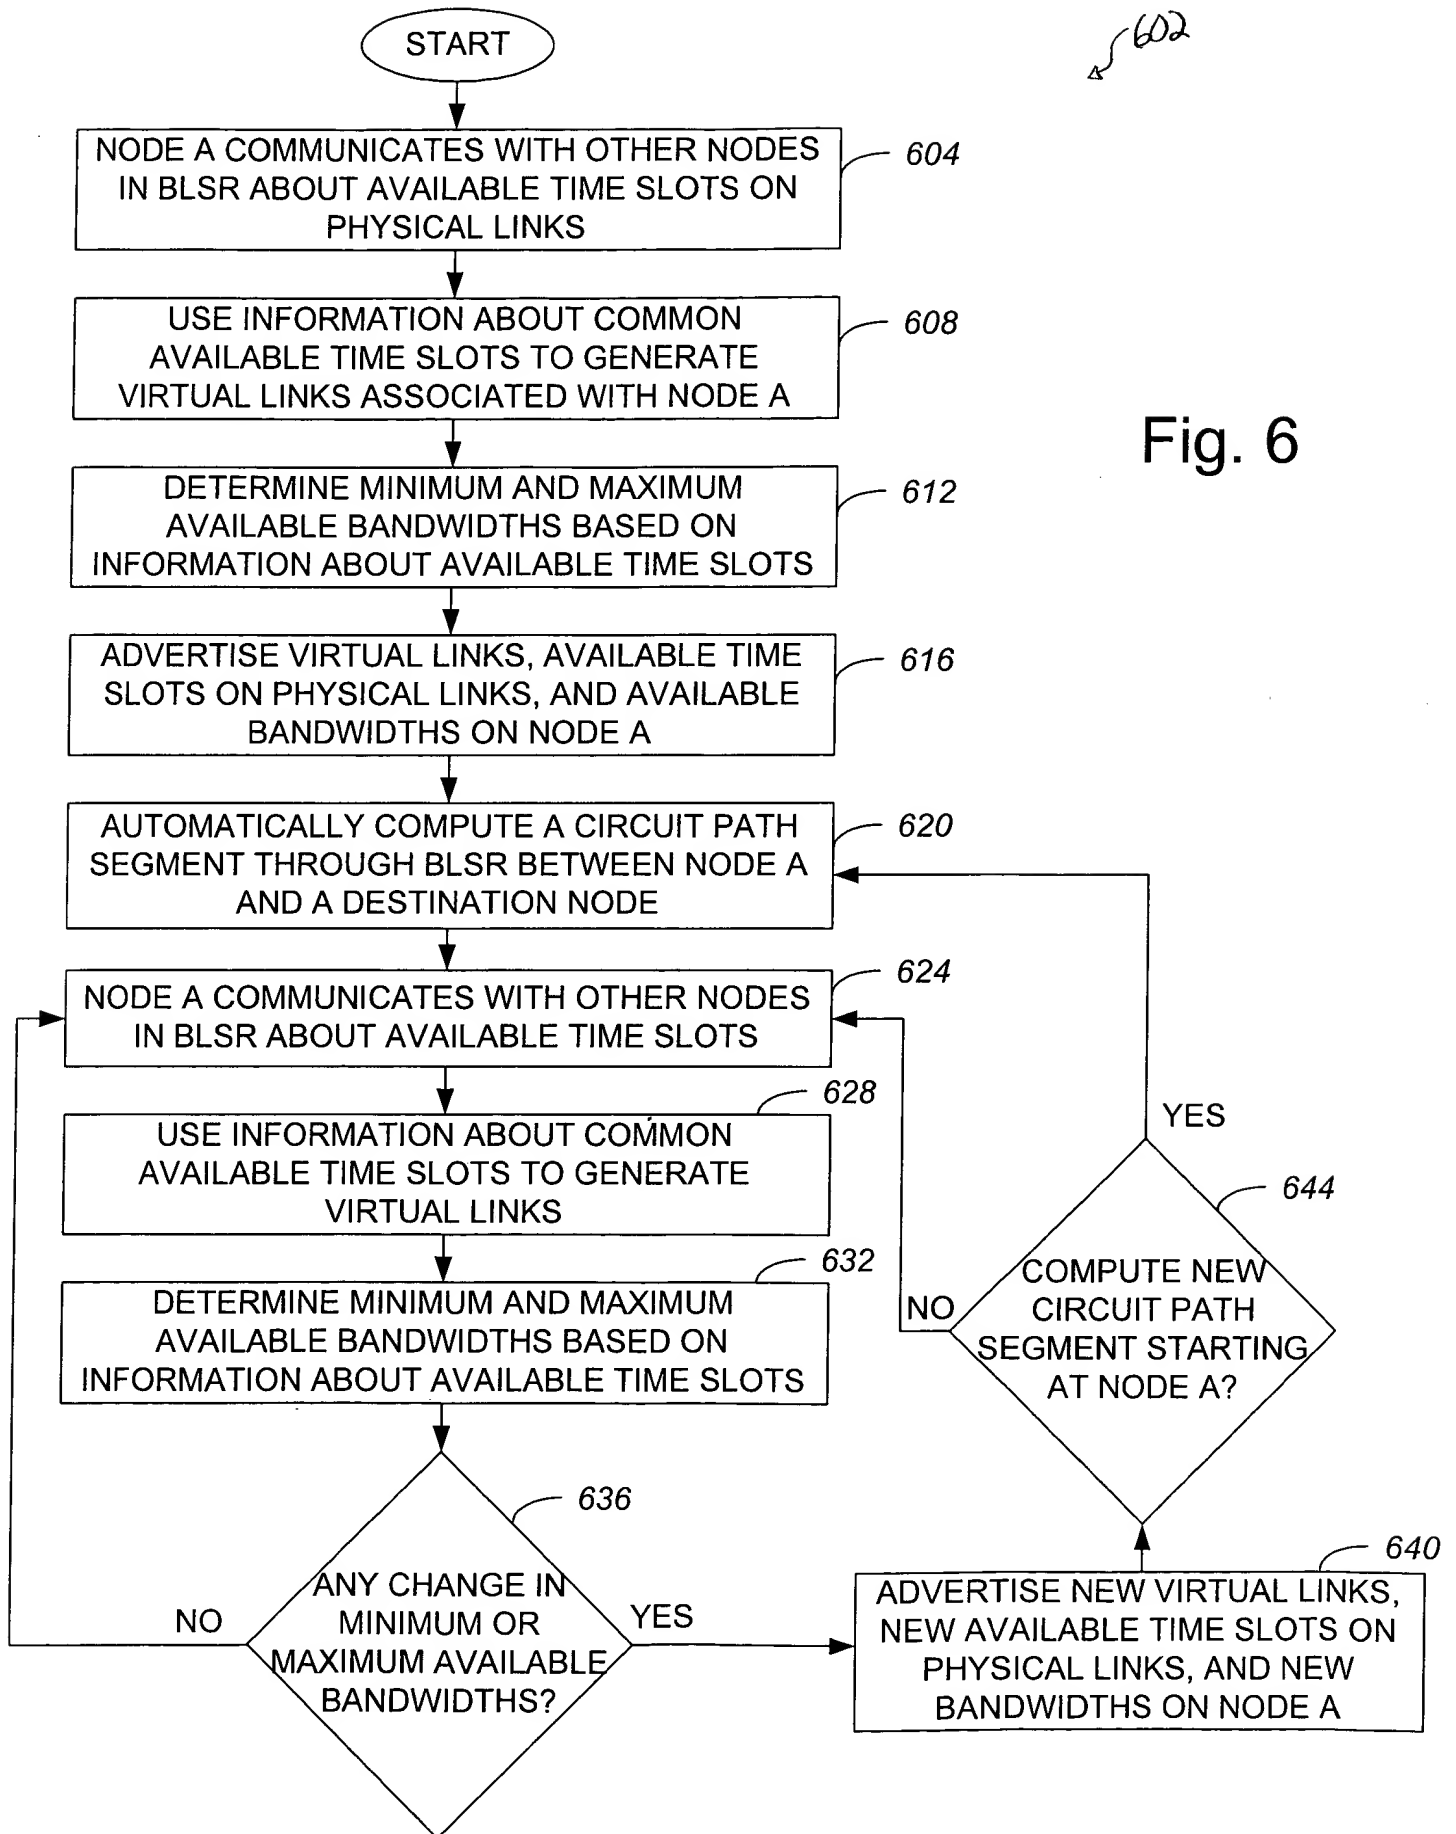 START
602
NODE A COMMUNICATES WITH OTHER NODES
IN BLSR ABOUT AVAILABLE TIME SLOTS ON
PHYSICAL LINKS
604
USE INFORMATION ABOUT COMMON
AVAILABLE TIME SLOTS TO GENERATE
VIRTUAL LINKS ASSOCIATED WITH NODE A
608
Fig. 6
DETERMINE MINIMUM AND MAXIMUM
AVAILABLE BANDWIDTHS BASED ON
INFORMATION ABOUT AVAILABLE TIME SLOTS
612
ADVERTISE VIRTUAL LINKS, AVAILABLE TIME
SLOTS ON PHYSICAL LINKS, AND AVAILABLE
BANDWIDTHS ON NODE A
616
AUTOMATICALLY COMPUTE A CIRCUIT PATH
SEGMENT THROUGH BLSR BETWEEN NODE A
AND A DESTINATION NODE
620
NODE A COMMUNICATES WITH OTHER NODES
IN BLSR ABOUT AVAILABLE TIME SLOTS
624
USE INFORMATION ABOUT COMMON
AVAILABLE TIME SLOTS TO GENERATE
VIRTUAL LINKS
628
DETERMINE MINIMUM AND MAXIMUM
AVAILABLE BANDWIDTHS BASED ON
INFORMATION ABOUT AVAILABLE TIME SLOTS
632
ANY CHANGE IN
MINIMUM OR
MAXIMUM AVAILABLE
BANDWIDTHS?
636
NO
YES
ADVERTISE NEW VIRTUAL LINKS,
NEW AVAILABLE TIME SLOTS ON
PHYSICAL LINKS, AND NEW
BANDWIDTHS ON NODE A
640
COMPUTE NEW
CIRCUIT PATH
SEGMENT STARTING
AT NODE A?
644
NO
YES